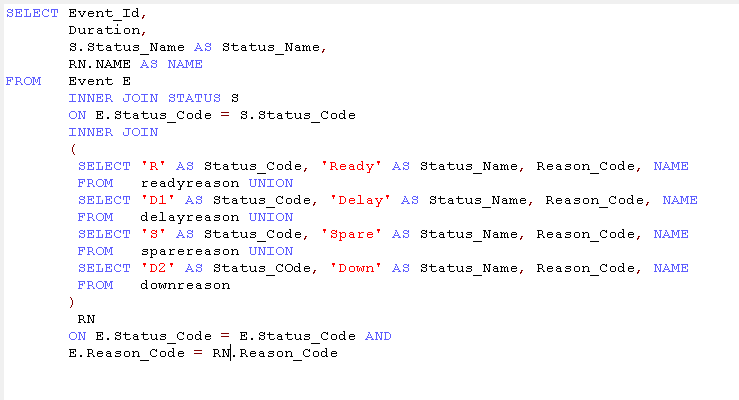 SELECT Event_Id,
Duration,
S.Status_Name AS Status_Name,
RN.NAME AS NAME
FROM Event E
INNER JOIN STATUS S
ON E.Status_Code = S.Status_Code
INNER JOIN
(
SELECT 'R' AS Status_Code, 'Ready' AS Status_Name, Reason_Code, NAME
FROM readyreason UNION
SELECT 'D1' AS Status_Code, 'Delay' AS Status_Name, Reason_Code, NAME
FROM delayreason UNION
SELECT 'S' AS Status_Code, 'Spare' AS Status_Name, Reason_Code, NAME
FROM sparereason UNION
SELECT 'D2' AS Status_COde, 'Down' AS Status_Name, Reason_Code, NAME
FROM downreason
)
RN
ON E.Status_Code = E.Status_Code AND
E.Reason_Code = RN.Reason_Code